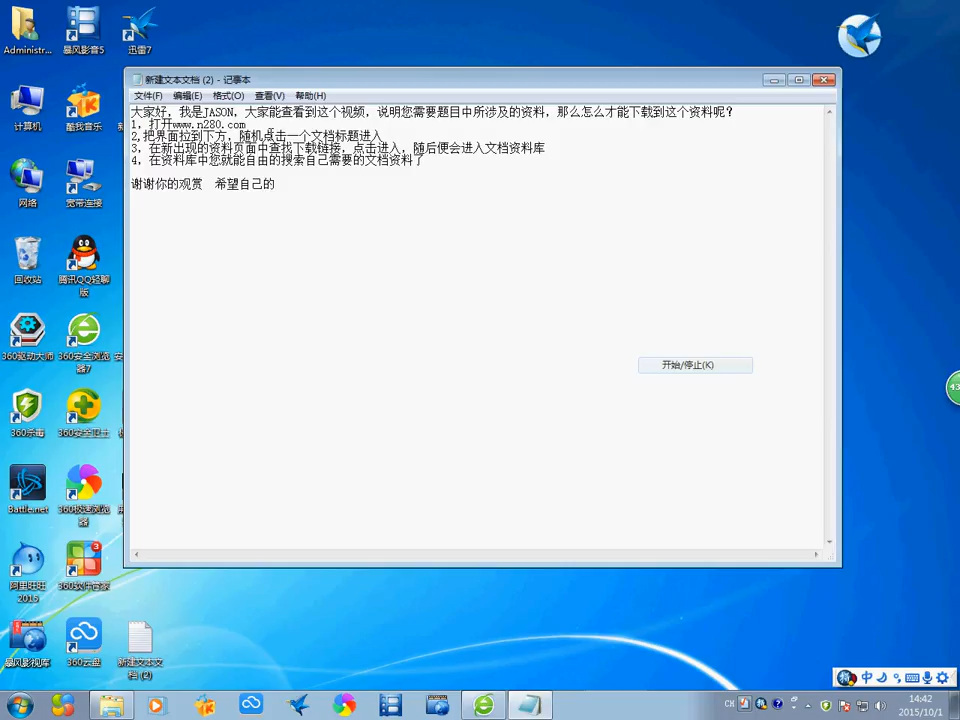 Administr...
暴风影音5
迅雷7
计算机
酷我音乐
网络
宽带连接
回收站
腾讯QQ轻聊版
360驱动大师
360安全浏览器7
360杀毒
360安全卫士
Battle.net
360极速浏览器
阿里旺旺2015
360软件管家
暴风影视库
360云盘
新建文本文档 (2)
新建文本文档 (2) - 记事本
文件(F) 编辑(E) 格式(O) 查看(V) 帮助(H)
大家好，我是JASON，大家能查看到这个视频，说明您需要题目中所涉及的资料，那么怎么才能下载到这个资料呢？
1，打开www.n280.com
2,把界面拉到下方，随机点击一个文档标题进入
3，在新出现的资料页面中查找下载链接，点击进入，随后便会进入文档资料库
4，在资料库中您就能自由的搜索自己需要的文档资料了
谢谢你的观赏　希望自己的
开始/停止(K)
43
中
CH
14:42
2015/10/1